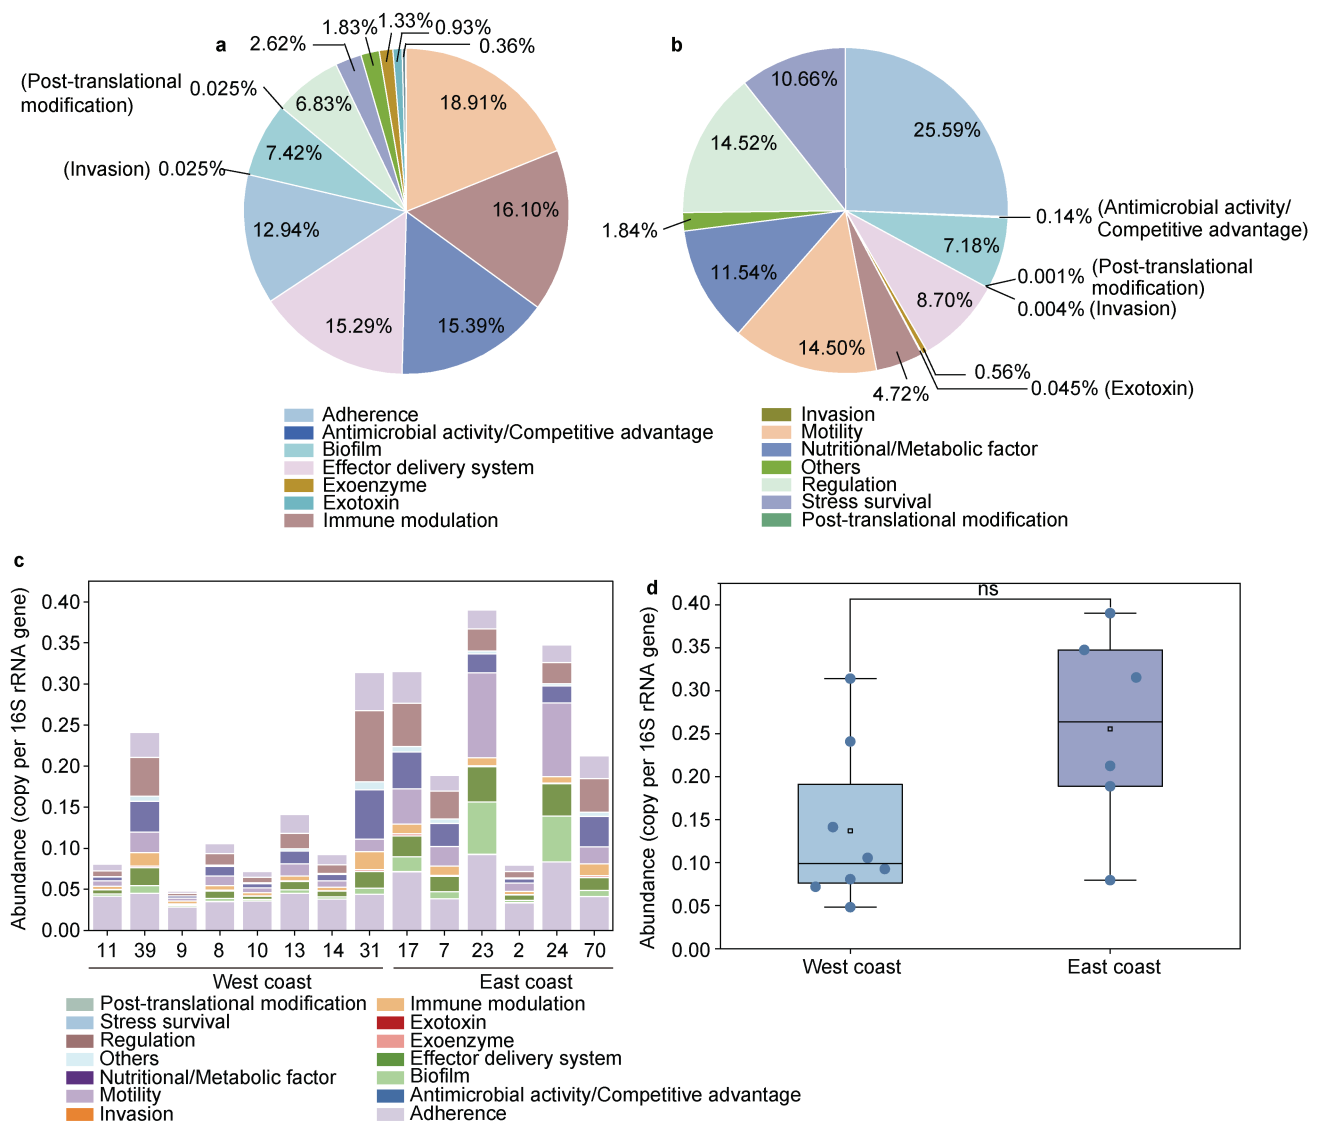 a
2.62%
1.83%
1.33%
0.93%
0.36%
(Post-translational
modification)
0.025%
6.83%
18.91%
7.42%
(Invasion) 0.025%
16.10%
12.94%
15.29%
15.39%
b
10.66%
25.59%
14.52%
0.14%
(Antimicrobial activity/
Competitive advantage)
1.84%
7.18%
0.001%
(Post-translational
modification)
11.54%
8.70%
0.004% (Invasion)
14.50%
0.56%
4.72%
0.045% (Exotoxin)
Adherence
Antimicrobial activity/Competitive advantage
Biofilm
Effector delivery system
Exoenzyme
Exotoxin
Immune modulation
Invasion
Motility
Nutritional/Metabolic factor
Others
Regulation
Stress survival
Post-translational modification
c
Abundance (copy per 16S rRNA gene)
0.40
0.35
0.30
0.25
0.20
0.15
0.10
0.05
0.00
11 39 9 8 10 13 14 31 17 7 23 2 24 70
West coast East coast
Post-translational modification
Stress survival
Regulation
Others
Nutritional/Metabolic factor
Motility
Invasion
Immune modulation
Exotoxin
Exoenzyme
Effector delivery system
Biofilm
Antimicrobial activity/Competitive advantage
Adherence
d
Abundance (copy per 16S rRNA gene)
ns
0.40
0.35
0.30
0.25
0.20
0.15
0.10
0.05
0.00
West coast East coast